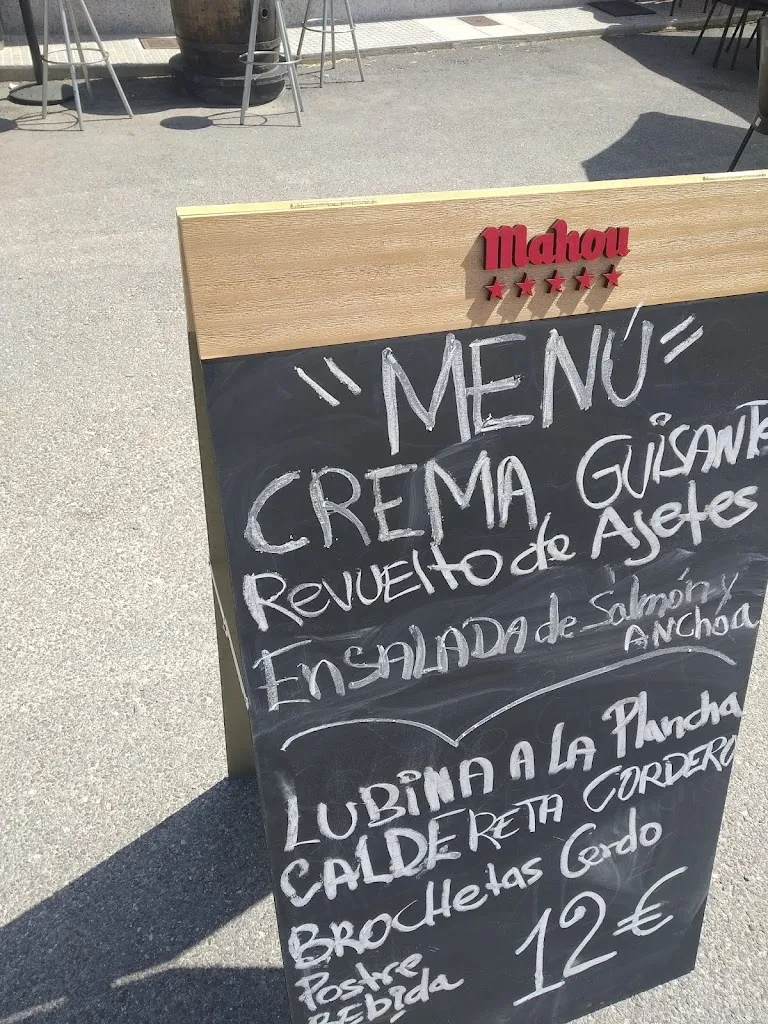 Mahou
"MENÚ"
CREMA GUISANTE
REVUELTO de AJETES
ENSALADA de Salmón y
ANCHOA
LUBINA A LA Plancha
CALDERETA CORDERO
BROCHETAS Cerdo
Postre
BEBIDA
12€